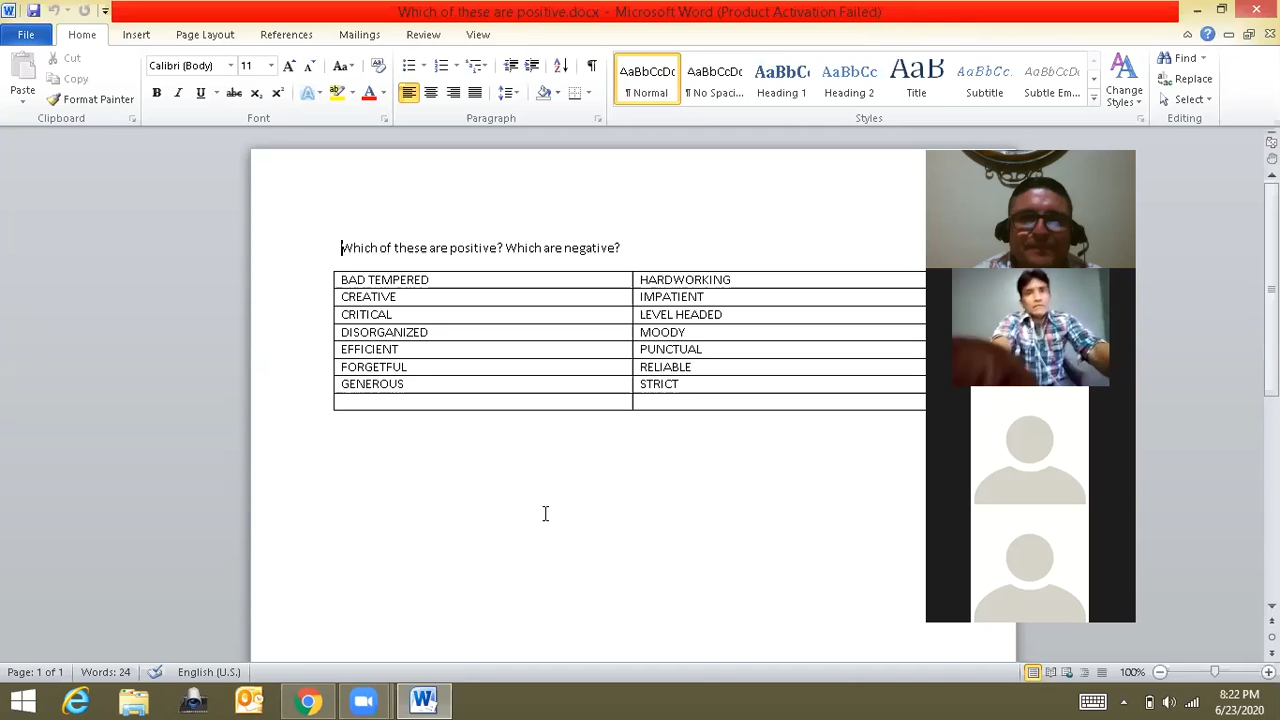 Which of these are positive.docx - Microsoft Word (Product Activation Failed)
File Home Insert Page Layout References Mailings Review View
Cut
Copy
Format Painter
Paste
Clipboard
Calibri (Body) 11
Font
Paragraph
AaBbCcDc AaBbCcDc AaBbCc AaBbCc AaB AaBbCc. AaBbCcDc
¶ Normal ¶ No Spac... Heading 1 Heading 2 Title Subtitle Subtle Em...
Change Styles
Styles
Find
Replace
Select
Editing
Which of these are positive? Which are negative?
BAD TEMPERED HARDWORKING
CREATIVE IMPATIENT
CRITICAL LEVEL HEADED
DISORGANIZED MOODY
EFFICIENT PUNCTUAL
FORGETFUL RELIABLE
GENEROUS STRICT
Page: 1 of 1 Words: 24 English (U.S.) 100%
8:22 PM
6/23/2020